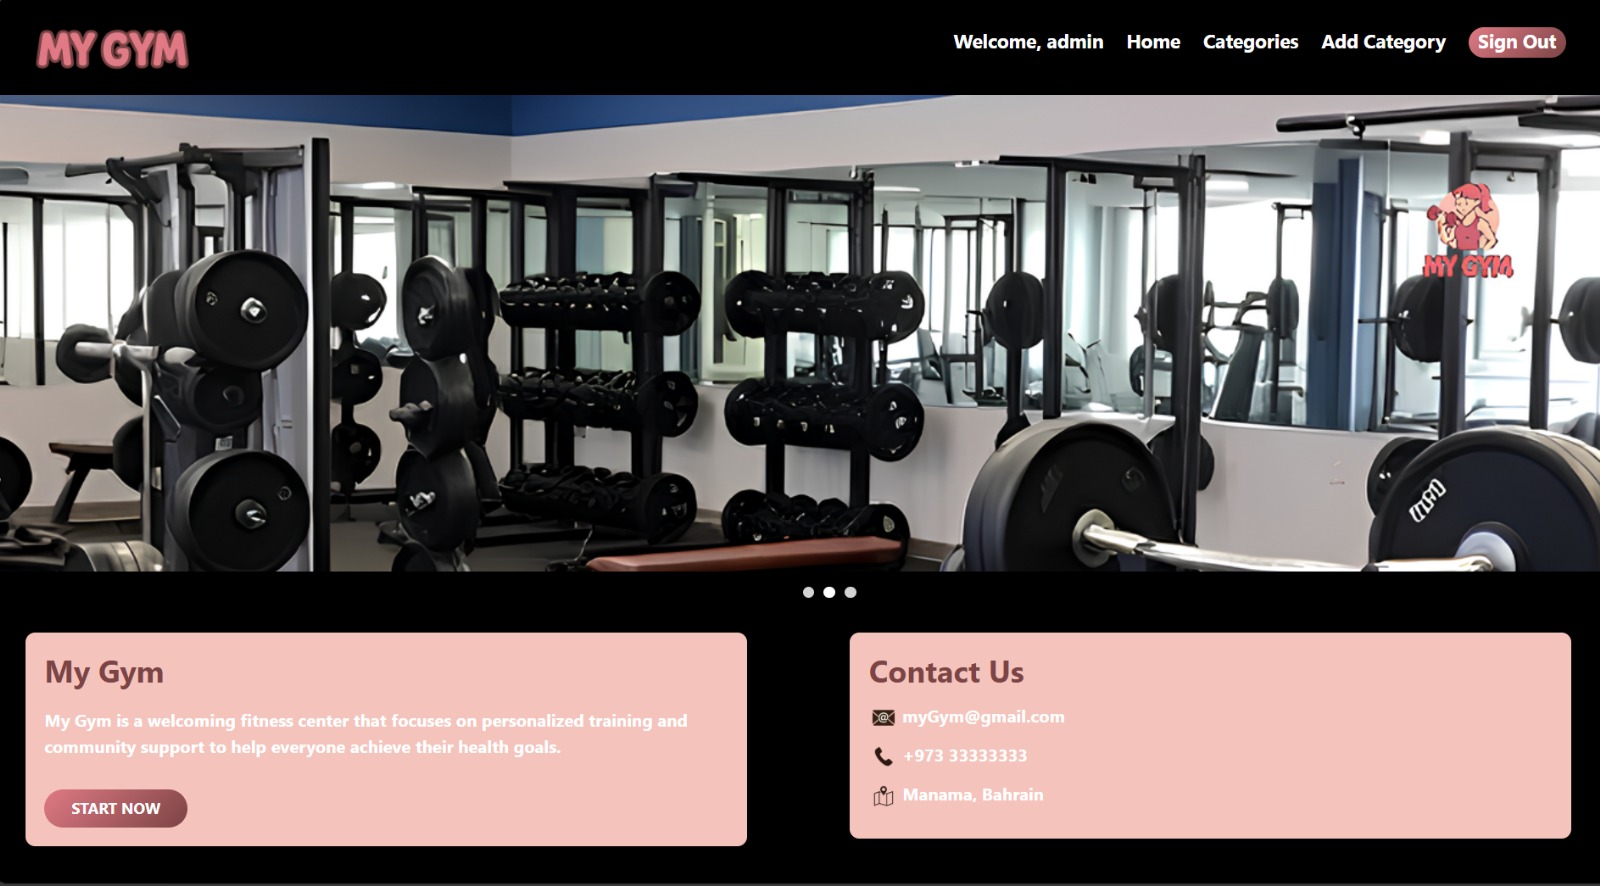 MY GYM
Welcome, admin
Home
Categories
Add Category
Sign Out
MY GYM
My Gym
My Gym is a welcoming fitness center that focuses on personalized training and
community support to help everyone achieve their health goals.
START NOW
Contact Us
myGym@gmail.com
+973 33333333
Manama, Bahrain